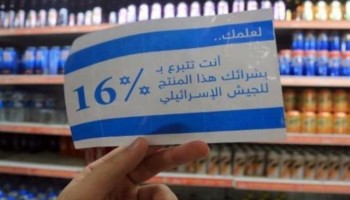 لعلمك..
أنت تتبرع بـ
16%
بشرائك هذا المنتج
للجيش الإسرائيلي